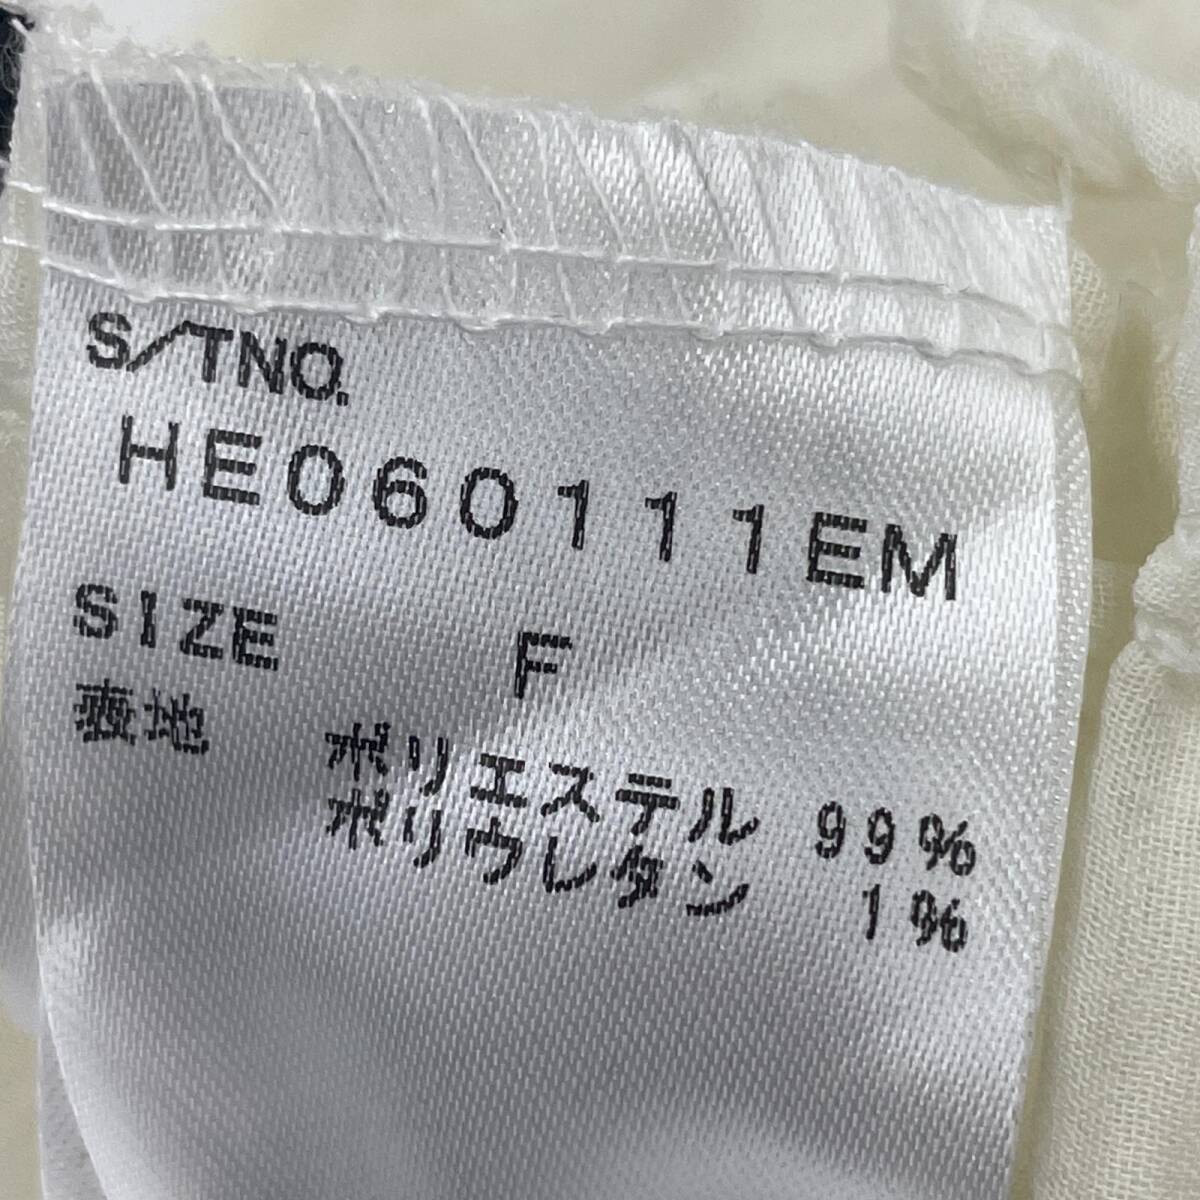 S/TNO.
HE060111EM
SIZE F
表地 ポリエステル 99%
ポリウレタン 1%